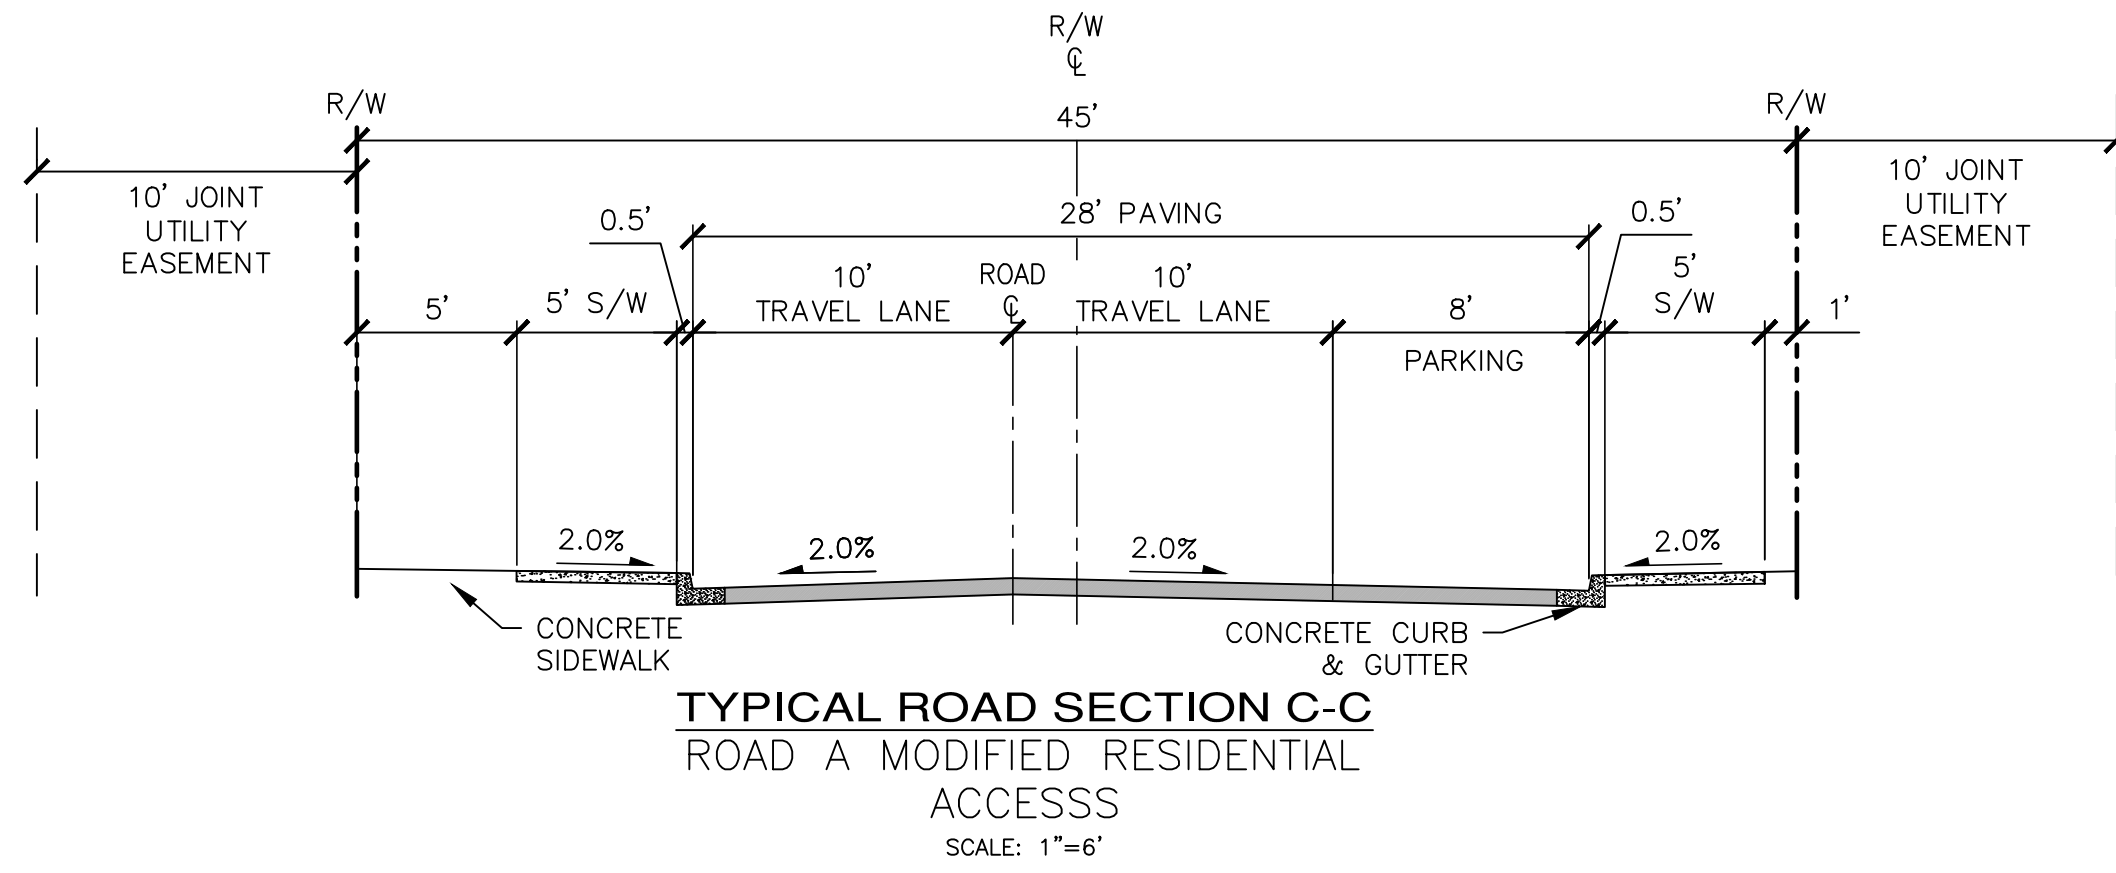 R/W
℄
R/W
45’
R/W
10’ JOINT
UTILITY
EASEMENT
10’ JOINT
UTILITY
EASEMENT
0.5’
28’ PAVING
0.5’
5’
5’ S/W
10’
TRAVEL LANE
ROAD
℄
10’
TRAVEL LANE
8’
PARKING
5’
S/W
1’
2.0%
2.0%
2.0%
2.0%
CONCRETE
SIDEWALK
CONCRETE CURB
& GUTTER
TYPICAL ROAD SECTION C-C
ROAD A MODIFIED RESIDENTIAL
ACCESSS
SCALE: 1”=6’